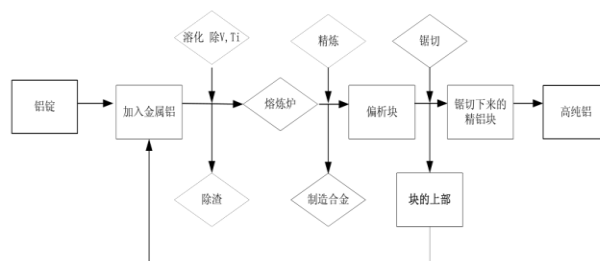 溶化 除V,Ti
精炼
锯切
铝锭
加入金属铝
熔炼炉
偏析块
锯切下来的
精铝块
高纯铝
除渣
制造合金
块的上部